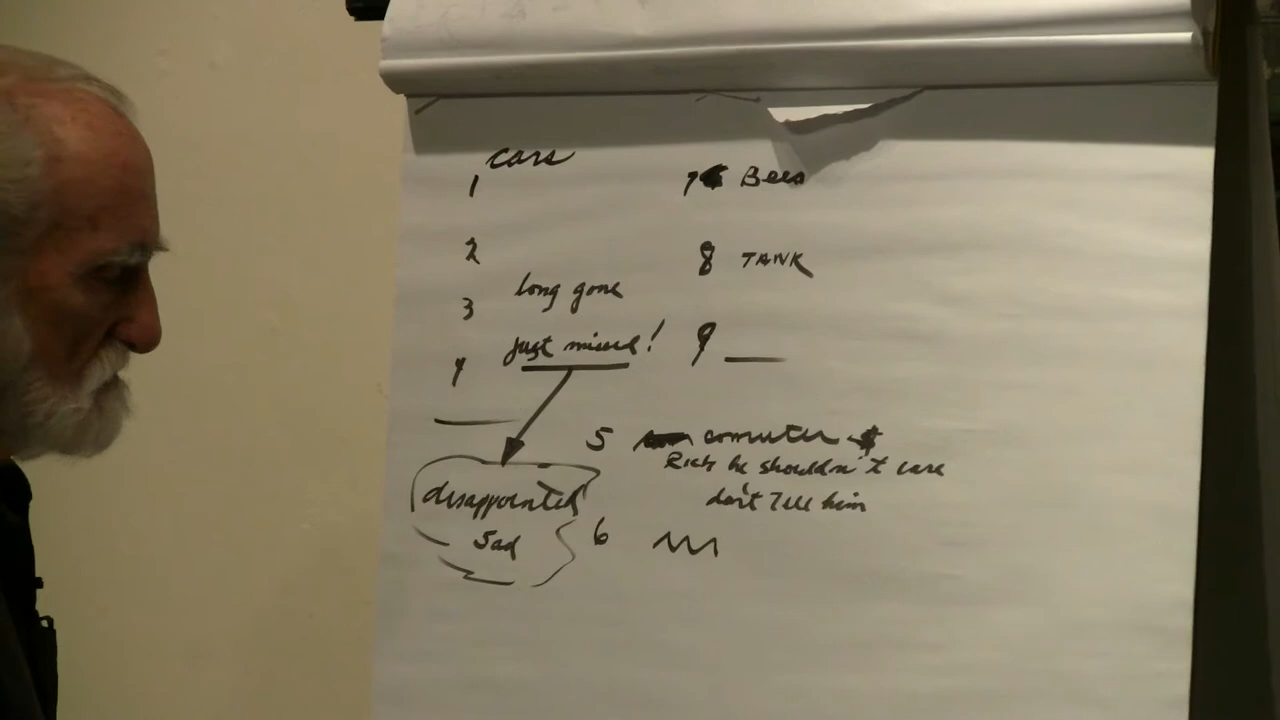 cars
1
2
long gone
3
just missed!
4
disappointed
sad
7 Bees
8 TANK
9
5 comuter $
Rich he shouldn't care
don't Tell him
6